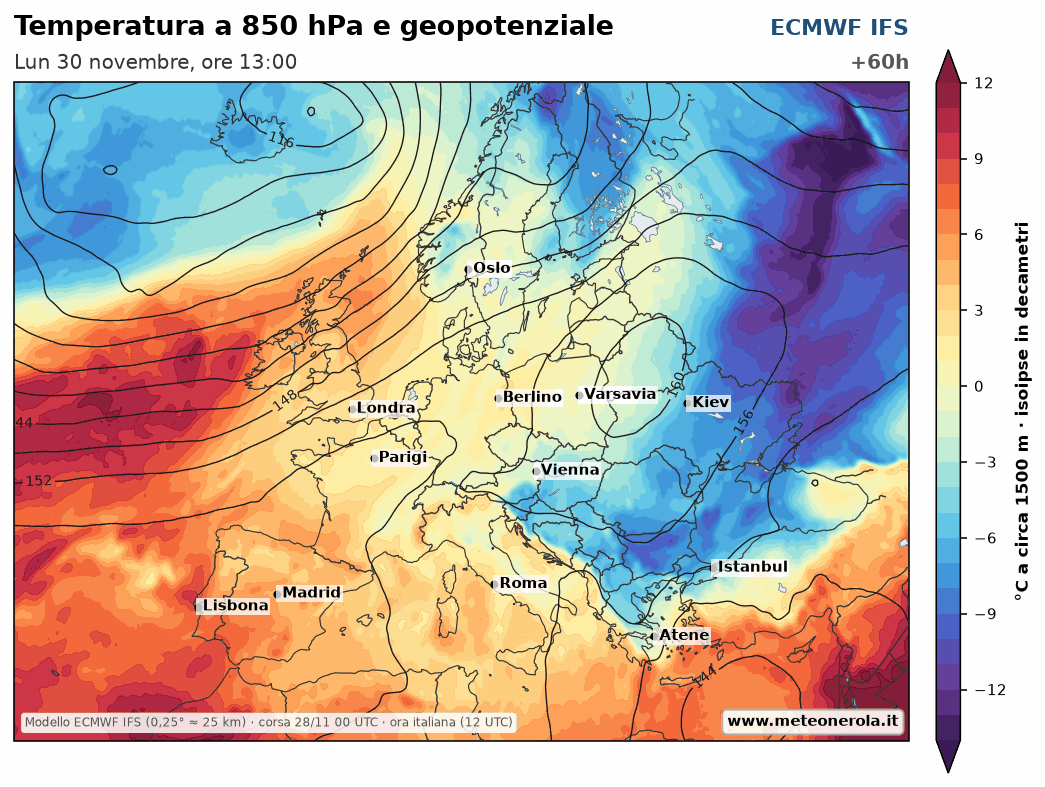 Temperatura a 850 hPa e geopotenziale
ECMWF IFS
Lun 30 novembre, ore 13:00
+60h
116
Oslo
148
160
Berlino
Varsavia
Londra
Kiev
44
156
Parigi
Vienna
152
Istanbul
Roma
Madrid
Lisbona
Atene
144
Modello ECMWF IFS (0,25° ≈ 25 km) · corsa 28/11 00 UTC · ora italiana (12 UTC)
www.meteonerola.it
12
9
6
3
0
−3
−6
−9
−12
°C a circa 1500 m · isoipse in decametri